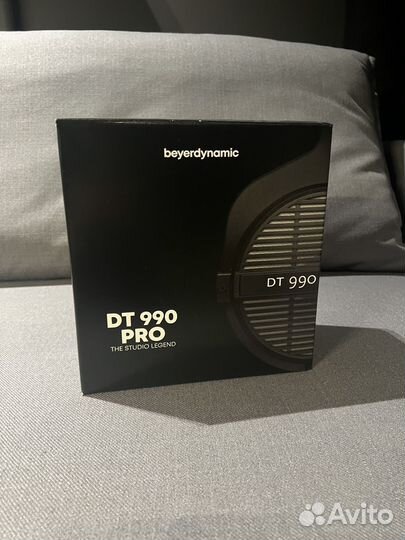 beyerdynamic
DT 990
DT 990
PRO
THE STUDIO LEGEND
Avito